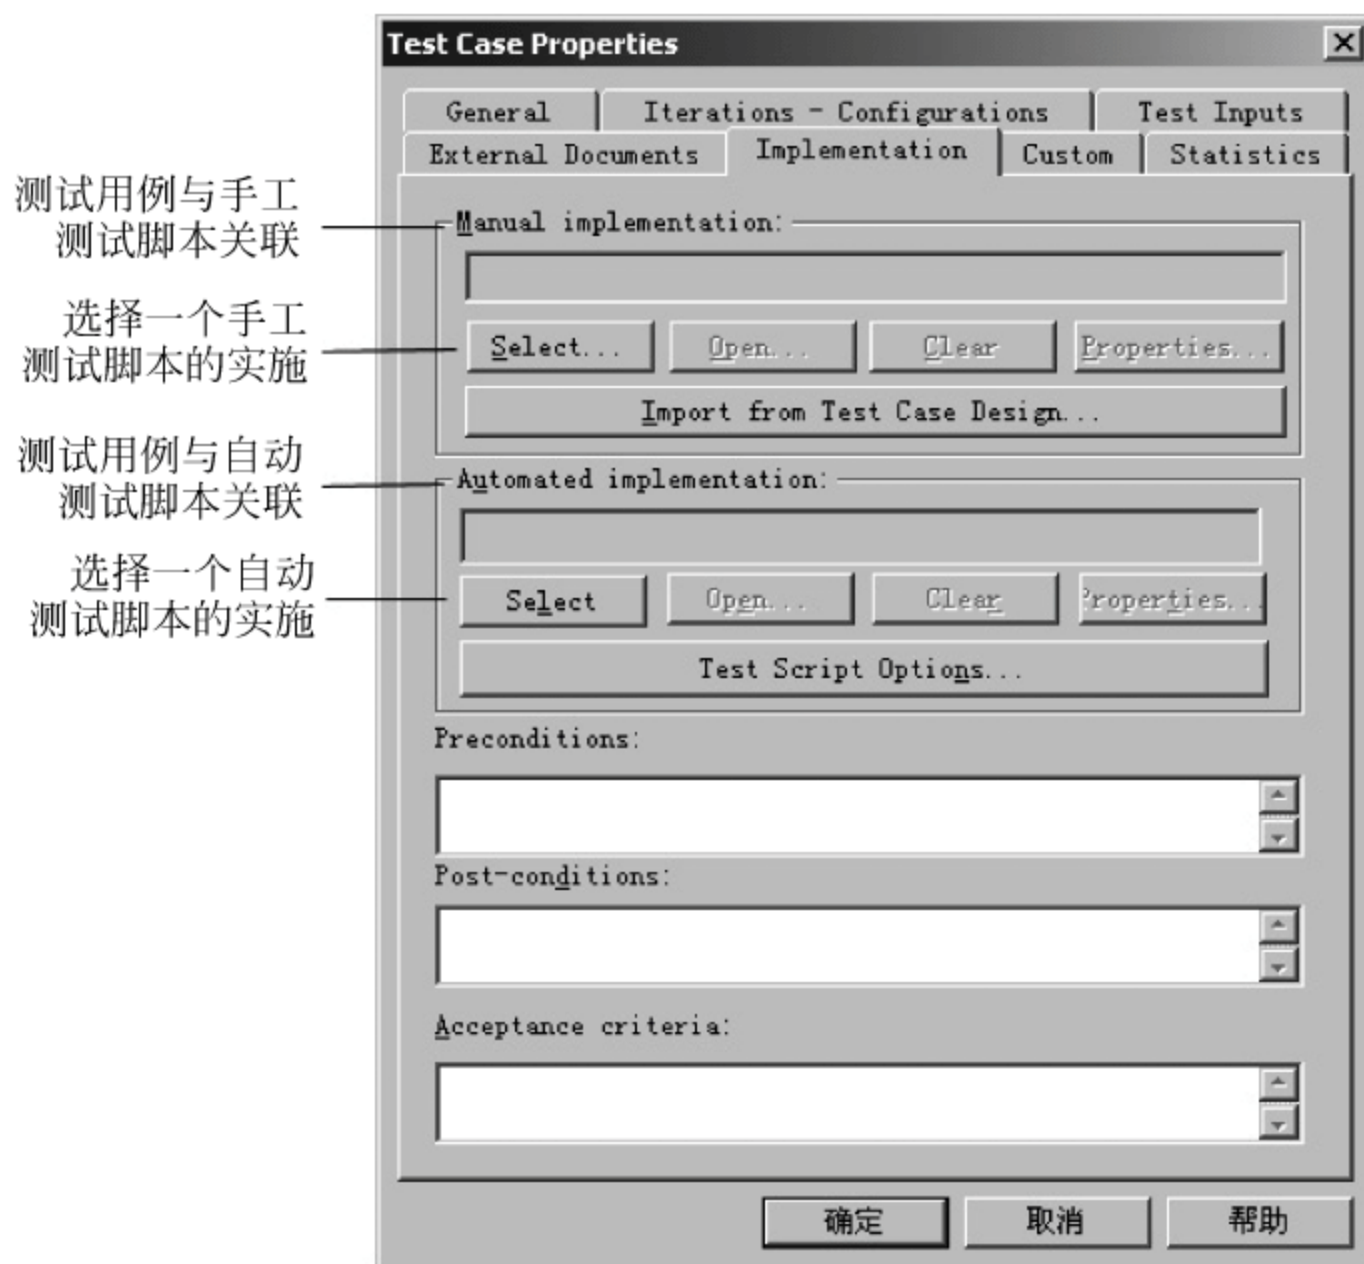 Test Case Properties
General Iterations - Configurations Test Inputs
External Documents Implementation Custom Statistics
测试用例与手工
测试脚本关联
Manual implementation:
选择一个手工
测试脚本的实施
Select... Open... Clear Properties...
Import from Test Case Design...
测试用例与自动
测试脚本关联
Automated implementation:
选择一个自动
测试脚本的实施
Select Open... Clear Properties...
Test Script Options...
Preconditions:
Post-conditions:
Acceptance criteria:
确定 取消 帮助